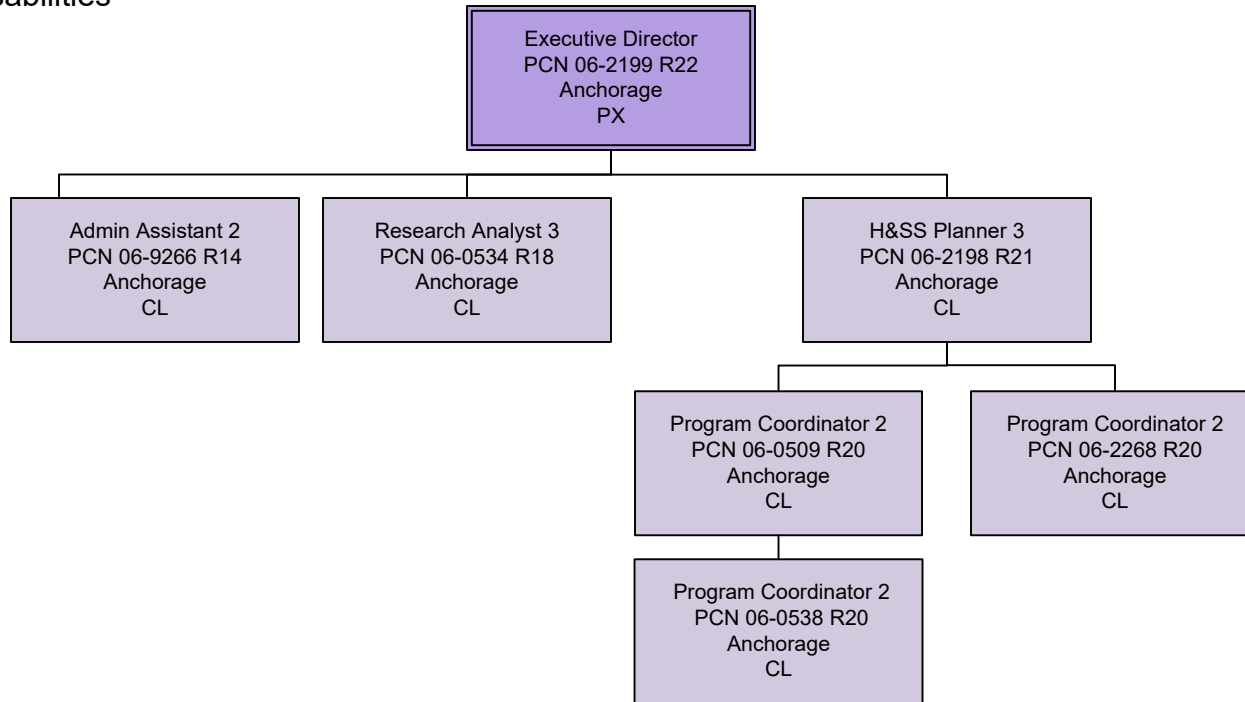 Executive Director
PCN 06-2199 R22
Anchorage
PX
Admin Assistant 2
PCN 06-9266 R14
Anchorage
CL
Research Analyst 3
PCN 06-0534 R18
Anchorage
CL
H&SS Planner 3
PCN 06-2198 R21
Anchorage
CL
Program Coordinator 2
PCN 06-0509 R20
Anchorage
CL
Program Coordinator 2
PCN 06-2268 R20
Anchorage
CL
Program Coordinator 2
PCN 06-0538 R20
Anchorage
CL